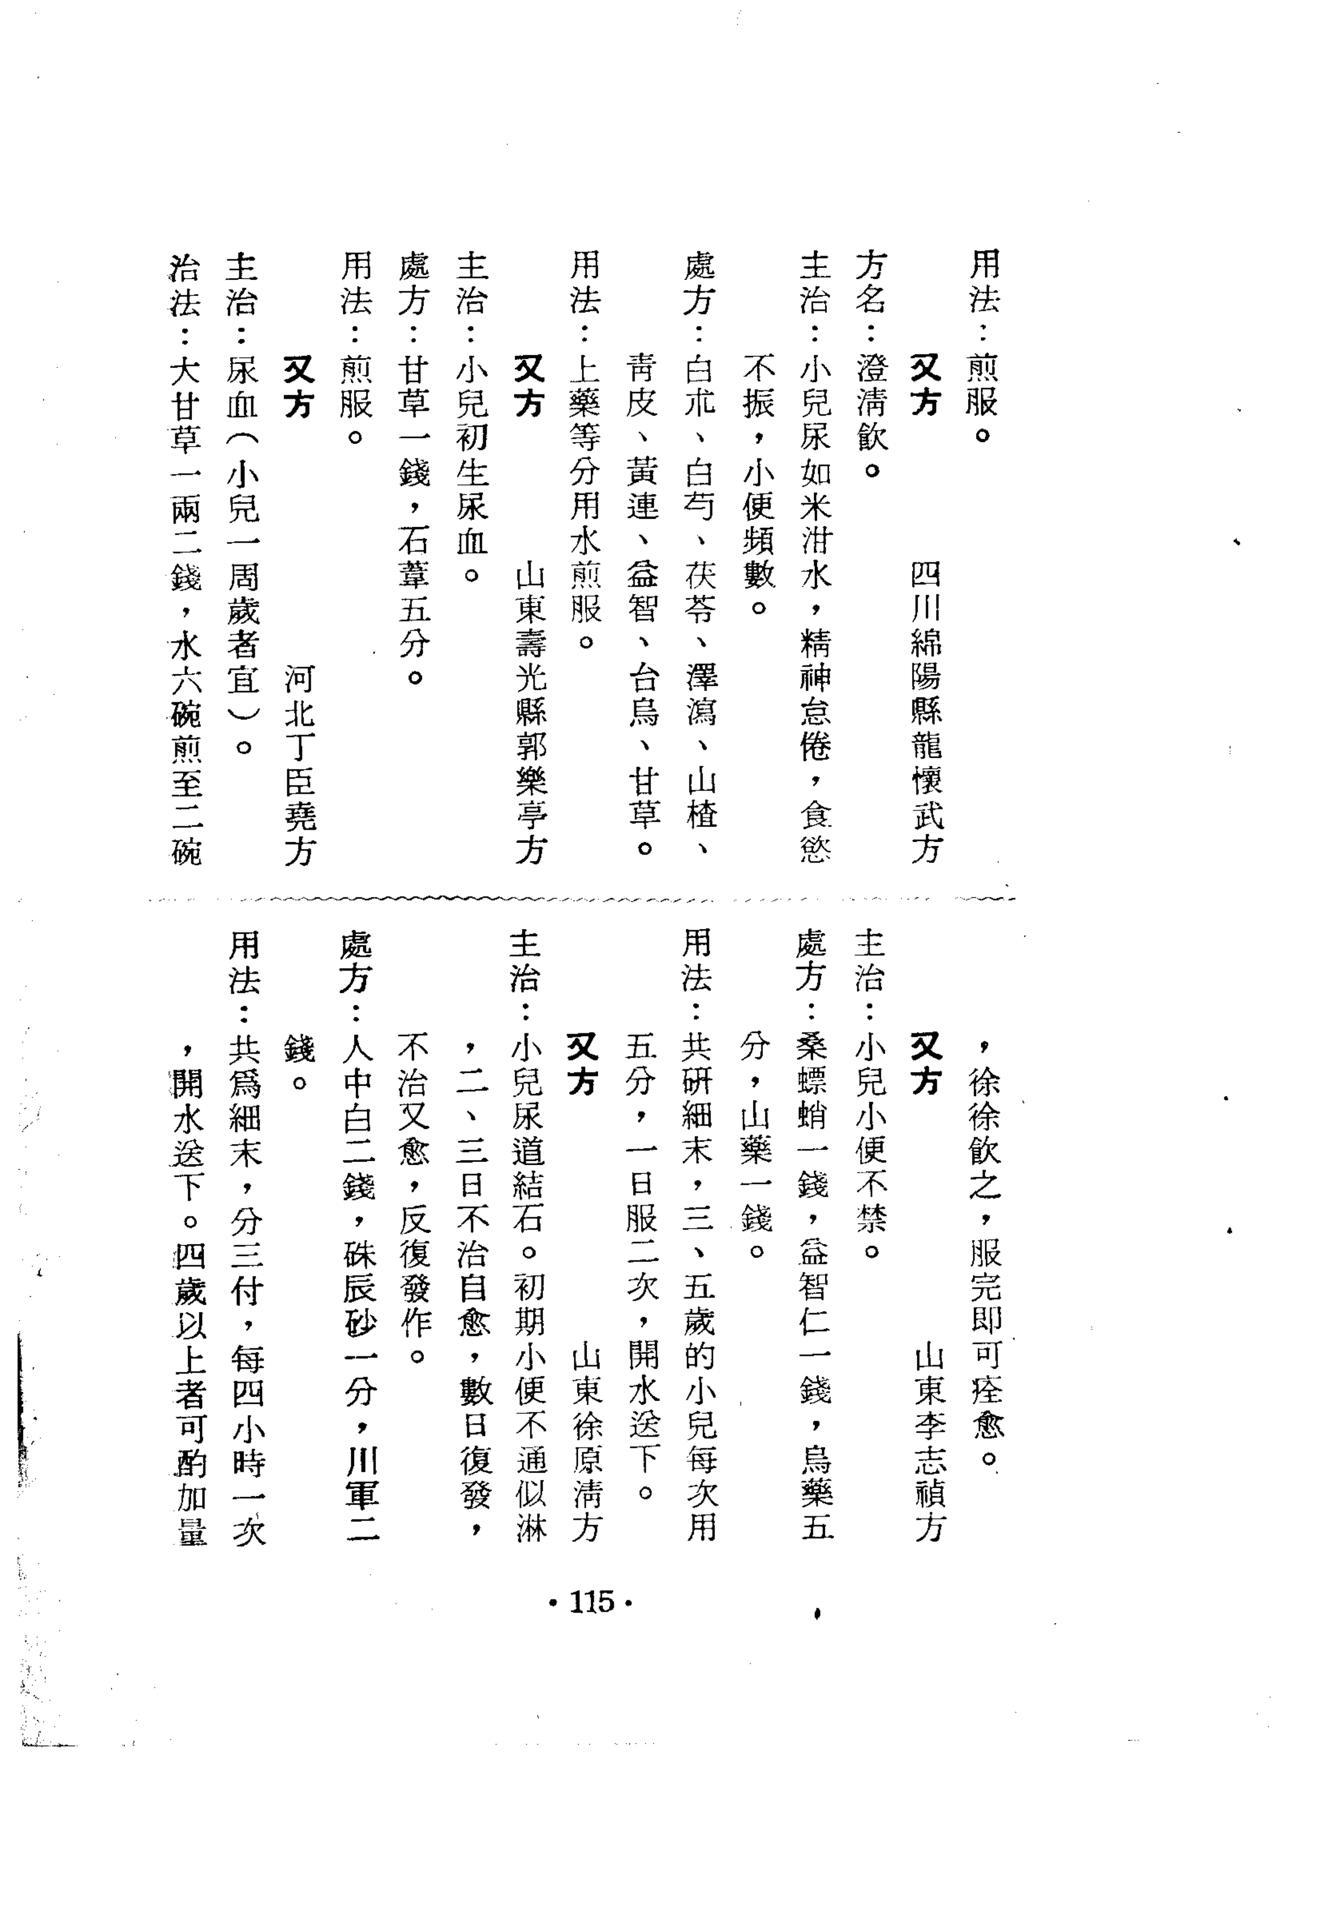 用法：煎服。
又方　四川綿陽縣龍懷武方
方名：澄淸飮。
主治：小兒尿如米泔水，精神怠倦，食慾
不振，小便頻數。
處方：白朮、白芍、茯苓、澤瀉、山楂、
靑皮、黃連、益智、台烏、甘草。
用法：上藥等分用水煎服。
又方　山東壽光縣郭樂亭方
主治：小兒初生尿血。
處方：甘草一錢，石葦五分。
用法：煎服。
又方　河北丁臣堯方
主治：尿血（小兒一周歲者宜）。
治法：大甘草一兩二錢，水六碗煎至二碗
，徐徐飮之，服完卽可痊愈。
又方　山東李志禎方
主治：小兒小便不禁。
處方：桑螵蛸一錢，益智仁一錢，烏藥五
分，山藥一錢。
用法：共研細末，三、五歲的小兒每次用
五分，一日服二次，開水送下。
又方　山東徐原淸方
主治：小兒尿道結石。初期小便不通似淋
，二、三日不治自愈，數日復發，
不治又愈，反復發作。
處方：人中白二錢，硃辰砂一分，川軍二
錢。
用法：共爲細末，分三付，每四小時一次
，開水送下。四歲以上者可酌加量
·115·